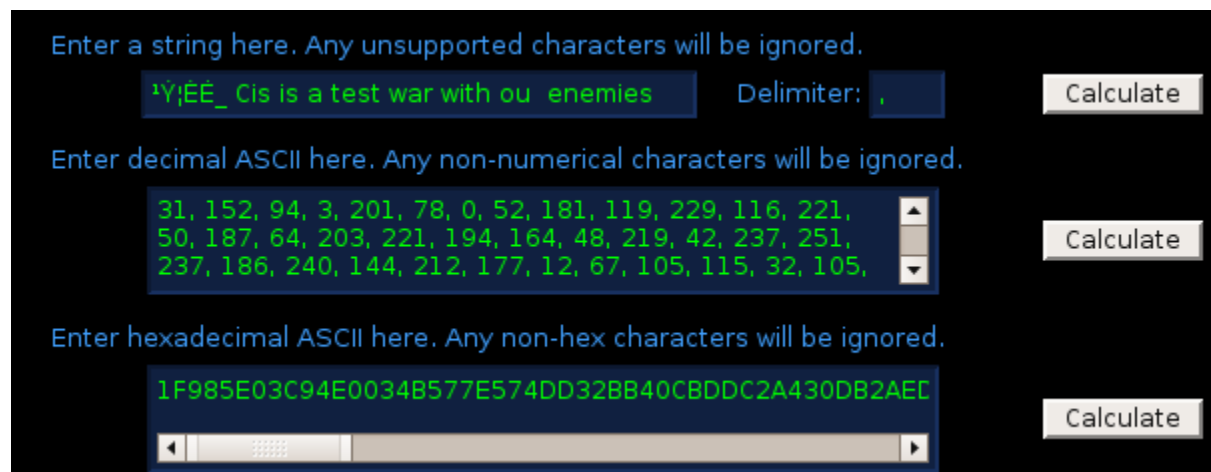 Enter a string here. Any unsupported characters will be ignored.
¹Ý¦ÈÉ_ Cis is a test war with ou  enemies Delimiter: , Calculate
Enter decimal ASCII here. Any non-numerical characters will be ignored.
31, 152, 94, 3, 201, 78, 0, 52, 181, 119, 229, 116, 221,
50, 187, 64, 203, 221, 194, 164, 48, 219, 42, 237, 251, Calculate
237, 186, 240, 144, 212, 177, 12, 67, 105, 115, 32, 105,
Enter hexadecimal ASCII here. Any non-hex characters will be ignored.
1F985E03C94E0034B577E574DD32BB40CBDDC2A430DB2AED
Calculate